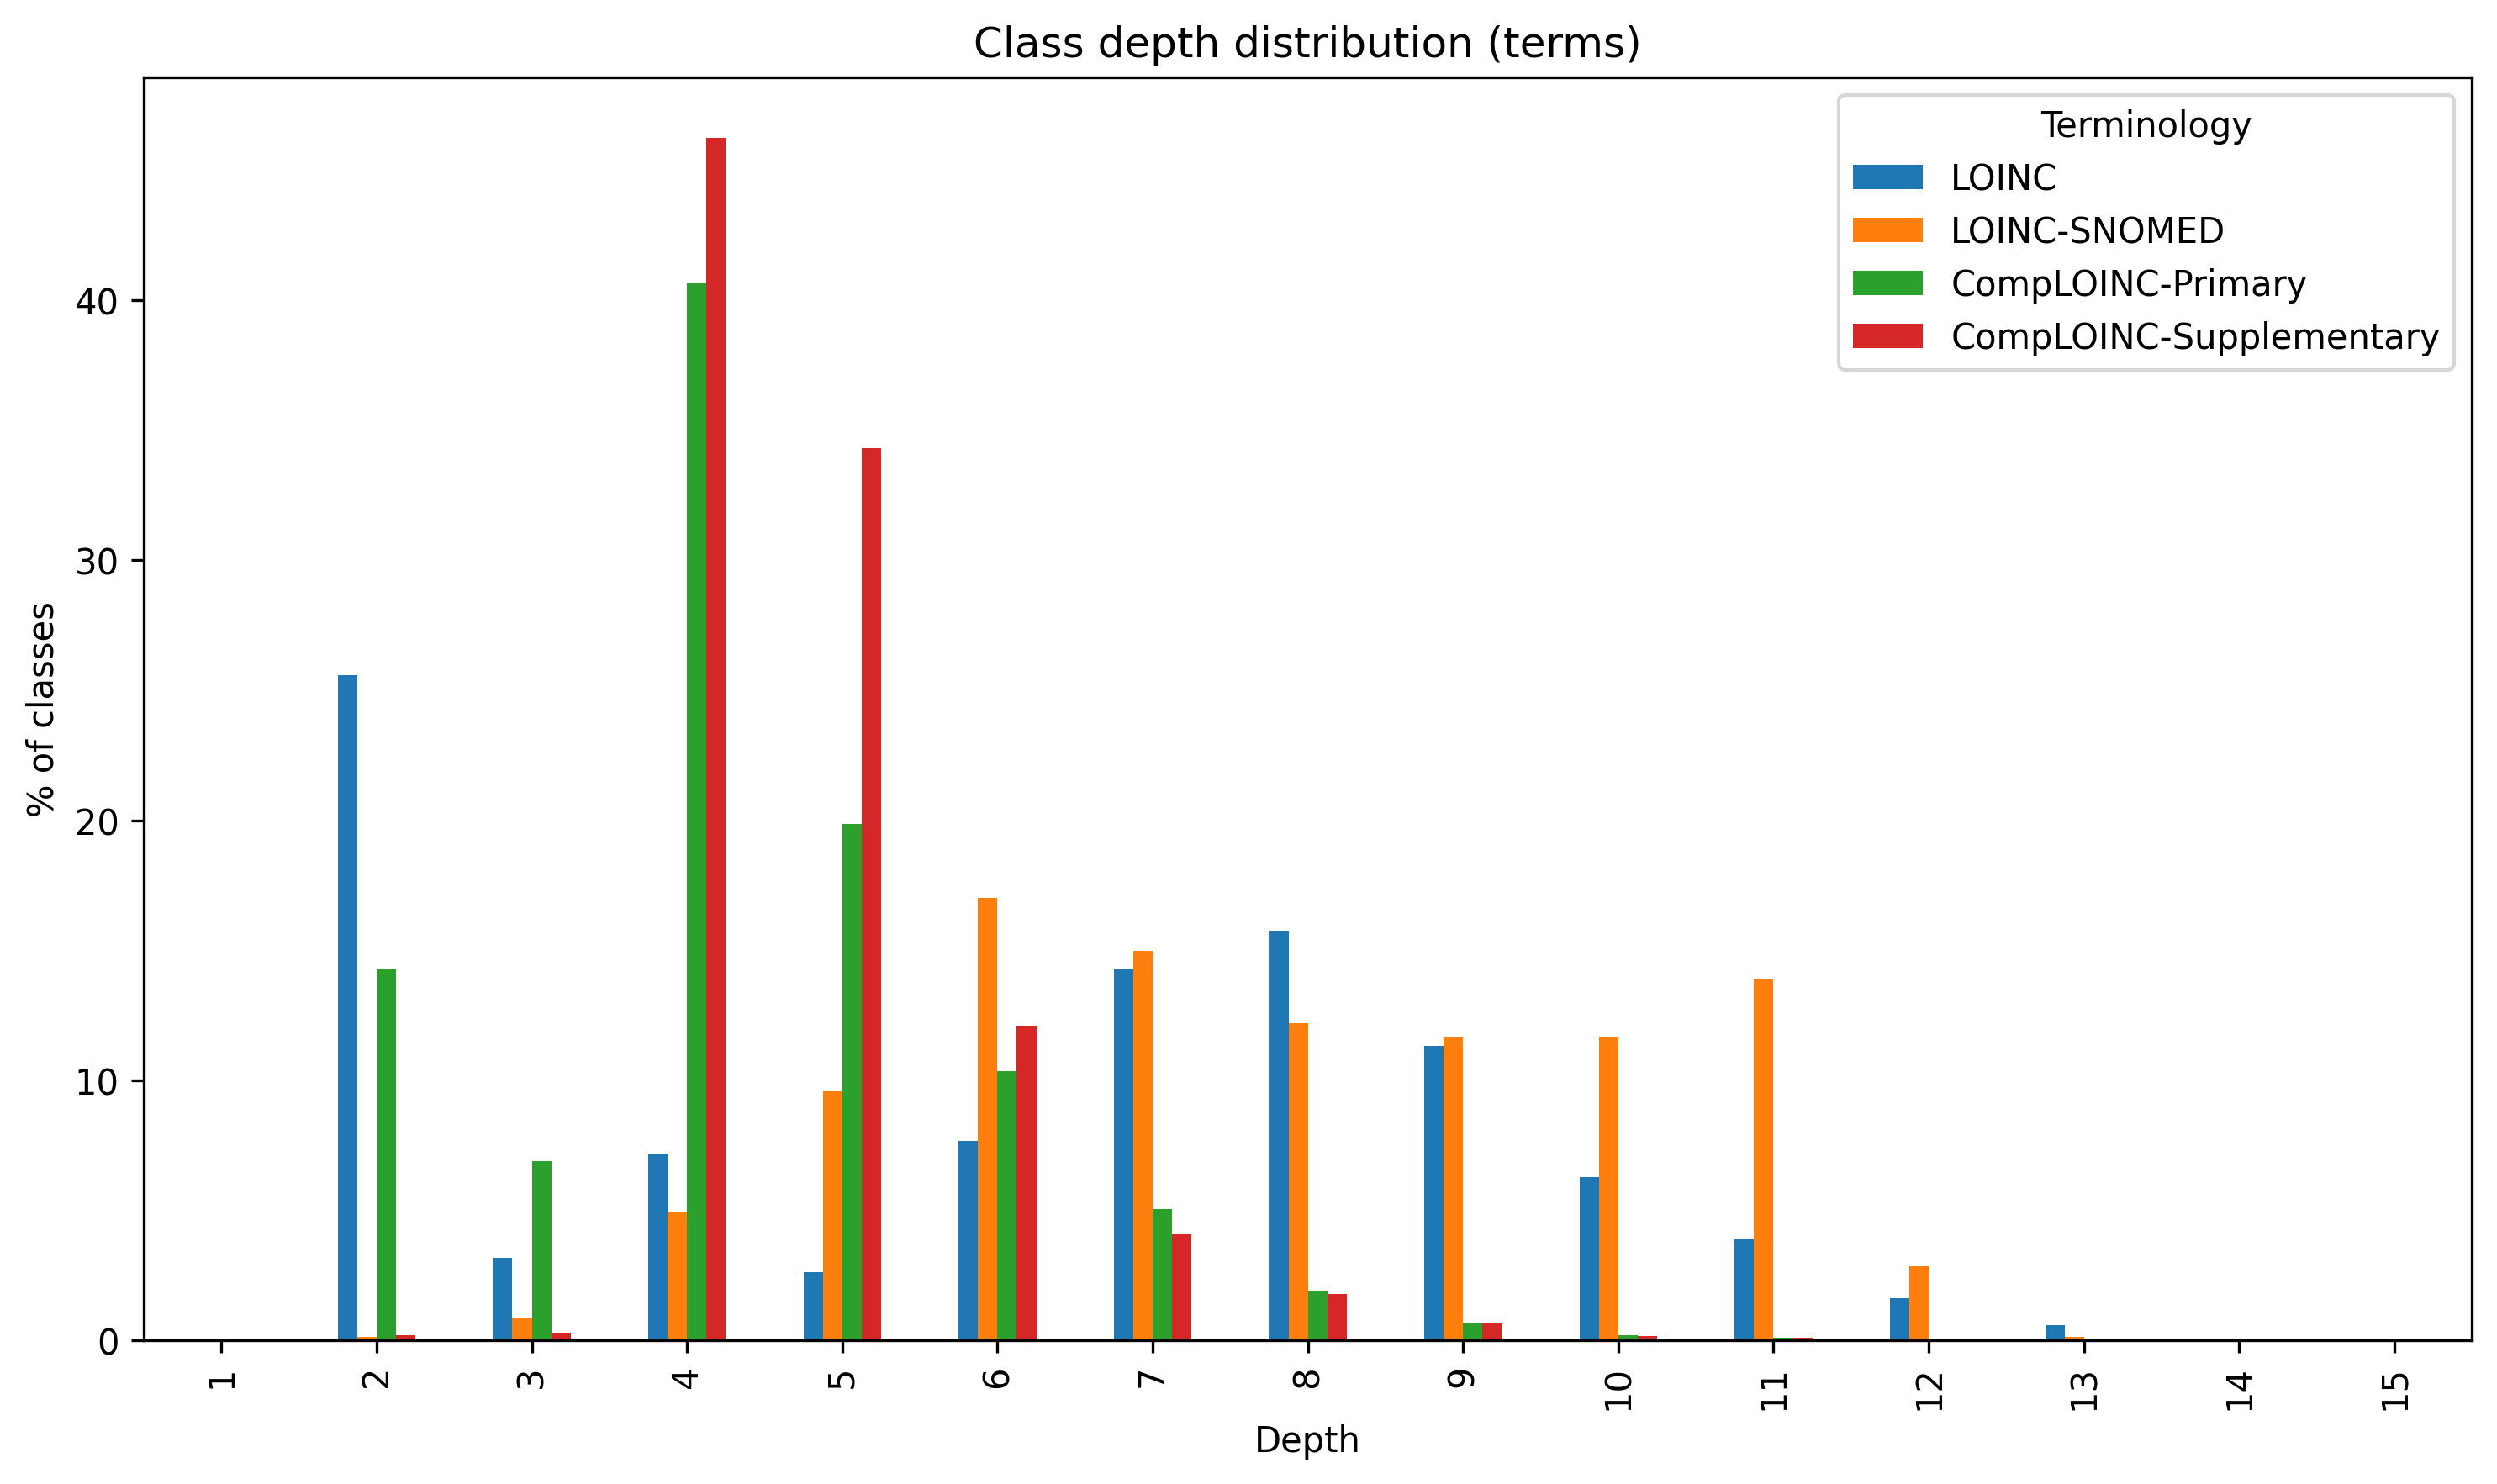 Class depth distribution (terms)
Terminology
LOINC
LOINC-SNOMED
CompLOINC-Primary
CompLOINC-Supplementary
% of classes
40
30
20
10
0
1 2 3 4 5 6 7 8 9 10 11 12 13 14 15
Depth